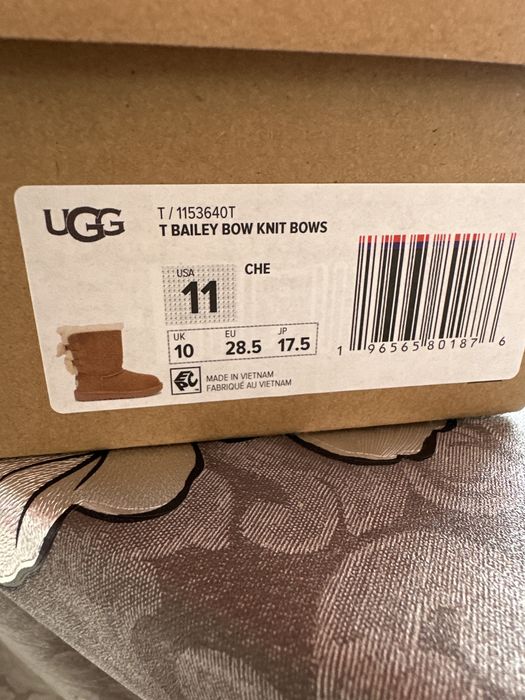 UGG
T / 1153640T
T BAILEY BOW KNIT BOWS
USA
11
CHE
UK
10
EU
28.5
JP
17.5
1 96565 80187 6
MADE IN VIETNAM
FABRIQUÉ AU VIETNAM